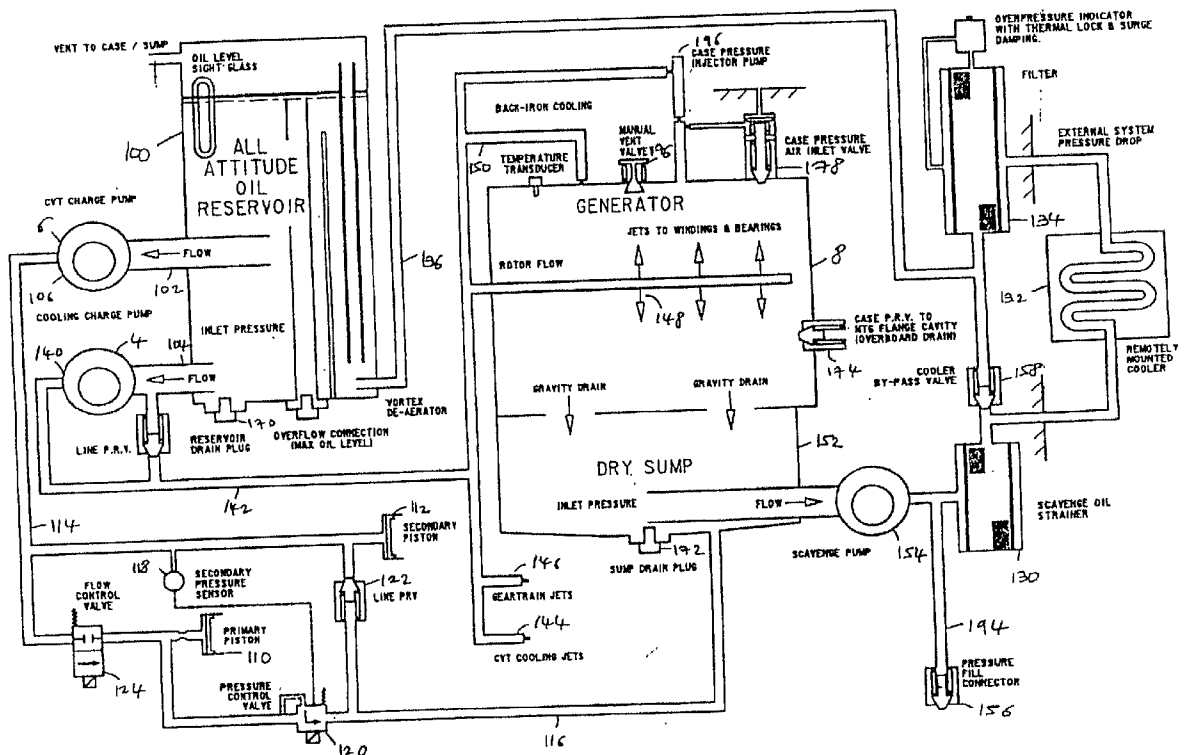 OVERPRESSURE INDICATOR
WITH THERMAL LOCK & SURGE
DAMPING.
VENT TO CASE / SUMP
OIL LEVEL
SIGHT GLASS
196
CASE PRESSURE
INJECTOR PUMP
FILTER
BACK-IRON COOLING
100
ALL
ATTITUDE
OIL
RESERVOIR
150
TEMPERATURE
TRANSDUCER
MANUAL
VENT
VALVE
196
CASE PRESSURE
AIR INLET VALVE
178
EXTERNAL SYSTEM
PRESSURE DROP
134
CYT CHARGE PUMP
6
GENERATOR
JETS TO WINDINGS & BEARINGS
FLOW
106
102
196
ROTOR FLOW
8
148
192
COOLING CHARGE PUMP
140
4
104
INLET PRESSURE
FLOW
CASE P.R.V. TO
MTG FLANGE CAVITY
(OVERBOARD DRAIN)
174
REMOTELY
MOUNTED
COOLER
COOLER
BY-PASS VALVE
158
GRAVITY DRAIN
GRAVITY DRAIN
VORTEX
DE-AERATOR
LINE P.R.V.
170
RESERVOIR
DRAIN PLUG
OVERFLOW CONNECTION
(MAX OIL LEVEL)
152
DRY SUMP
142
INLET PRESSURE
FLOW
114
112
SECONDARY
PISTON
172
SUMP DRAIN PLUG
SCAVENGE PUMP
154
SCAVENGE OIL
STRAINER
130
118
SECONDARY
PRESSURE
SENSOR
122
LINE PRV
146
GEARTRAIN JETS
FLOW
CONTROL
VALVE
PRIMARY
PISTON
110
144
CYT COOLING JETS
194
124
PRESSURE
CONTROL
VALVE
120
116
PRESSURE
FILL
CONNECTOR
156